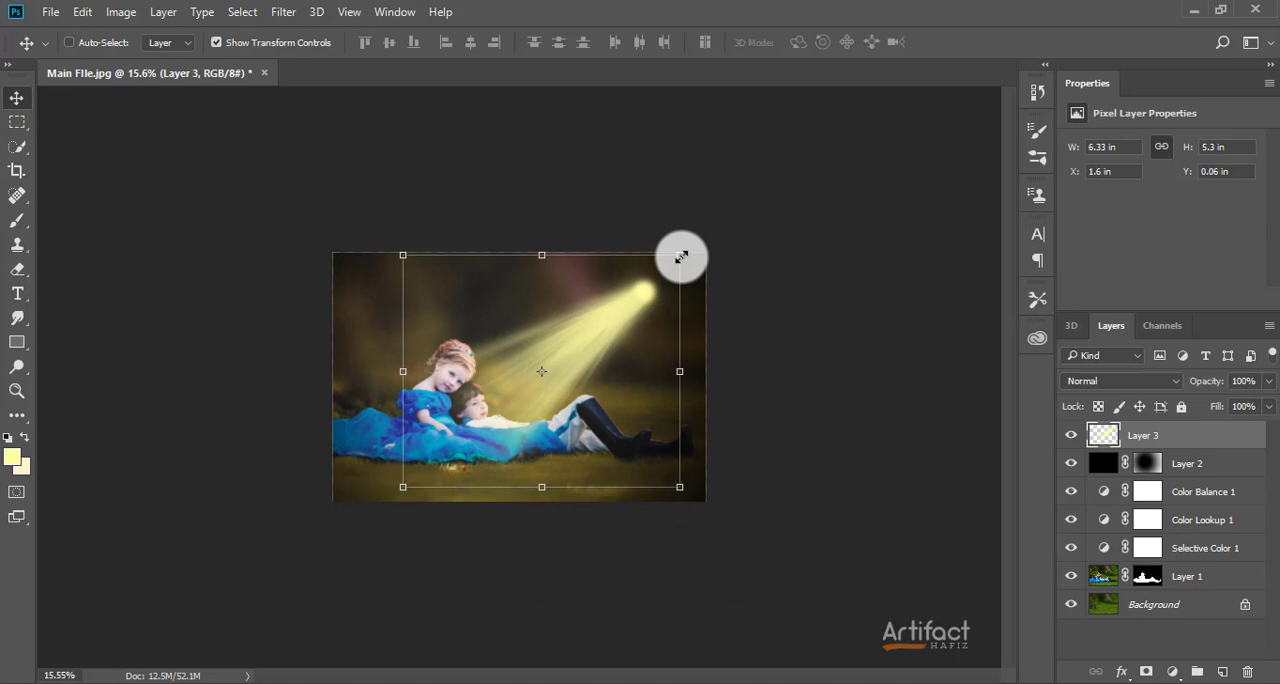 Ps File Edit Image Layer Type Select Filter 3D View Window Help
Auto-Select: Layer Show Transform Controls 3D Mode:
Main FIle.jpg @ 15.6% (Layer 3, RGB/8#) * ×
Properties
Pixel Layer Properties
W: 6.33 in H: 5.3 in
X: 1.6 in Y: 0.06 in
3D Layers Channels
Kind
Normal Opacity: 100%
Lock: Fill: 100%
Layer 3
Layer 2
Color Balance 1
Color Lookup 1
Selective Color 1
Layer 1
Background
Artifact
HAFIZ
15.55% Doc: 12.5M/52.1M
fx